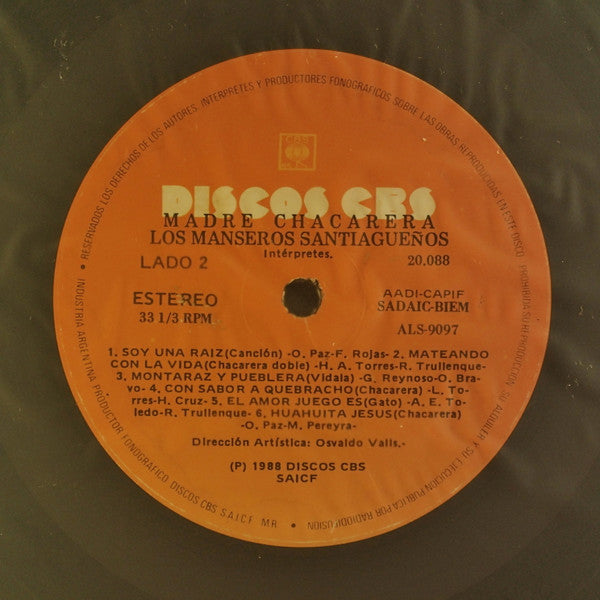 • RESERVADOS LOS DERECHOS DE LOS AUTORES, INTERPRETES Y PRODUCTORES FONOGRAFICOS SOBRE LAS OBRAS REPRODUCIDAS EN ESTE DISCO PROHIBIDA SU REPRODUCCION, SU ALQUILER Y SU EJECUCION PUBLICA POR RADIODIFUSION
CBS
DISCOS CBS
MADRE CHACARERA
LOS MANSEROS SANTIAGUEÑOS
Intérpretes.
LADO 2
20.088
ESTEREO
33 1/3 RPM
AADI-CAPIF
SADAIC-BIEM
ALS-9097
1. SOY UNA RAIZ(Canción) -O. Paz-F. Rojas- 2. MATEANDO
CON LA VIDA(Chacarera doble) -H. A. Torres-R. Trullenque-
3. MONTARAZ Y PUEBLERA(Vidala) -G. Reynoso-O. Bra-
vo- 4. CON SABOR A QUEBRACHO(Chacarera) -L. To-
rres-H. Cruz- 5. EL AMOR JUEGO ES(Gato) -A. E. To-
ledo-R. Trullenque- 6. HUAHUITA JESUS(Chacarera)
-O. Paz-M. Pereyra-
Dirección Artística: Osvaldo Valls.-
(P) 1988 DISCOS CBS
SAICF
INDUSTRIA ARGENTINA PRODUCTOR FONOGRAFICO DISCOS CBS S A I C F MR •